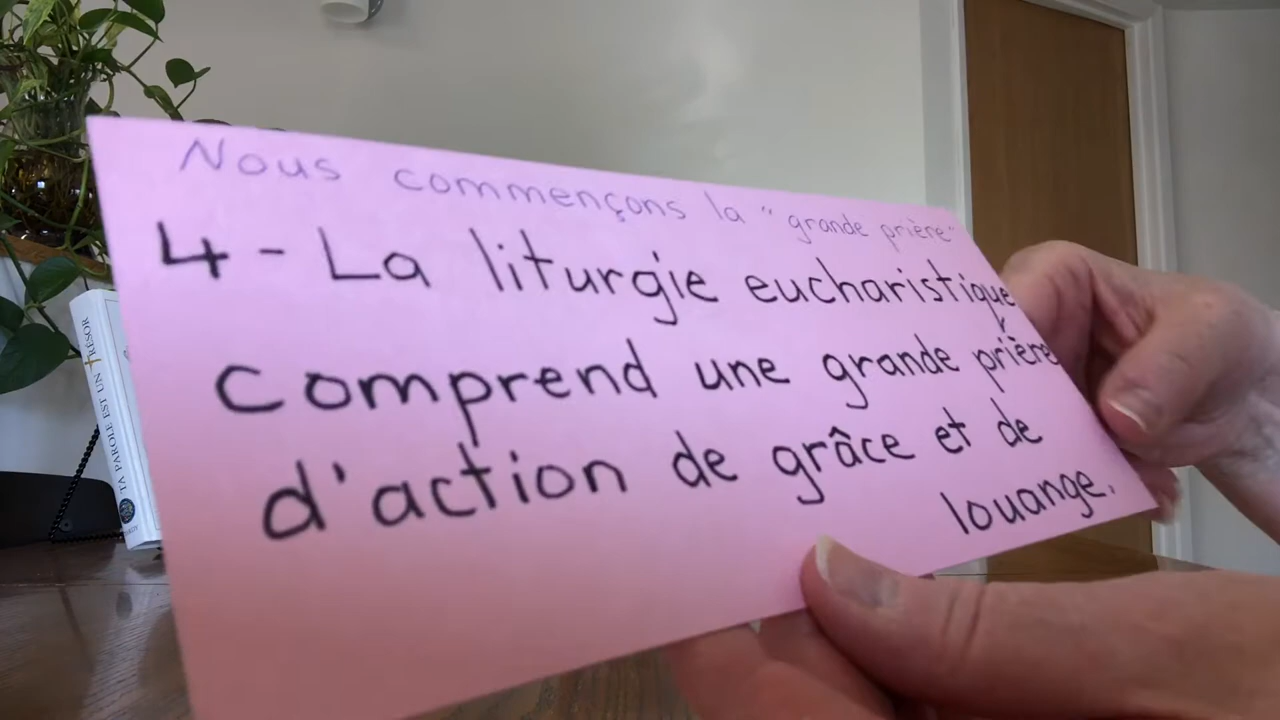 Nous commençons la "grande prière"
4 - La liturgie eucharistique
comprend une grande prière
d'action de grâce et de
louange.
TA PAROLE EST UN TRÉSOR